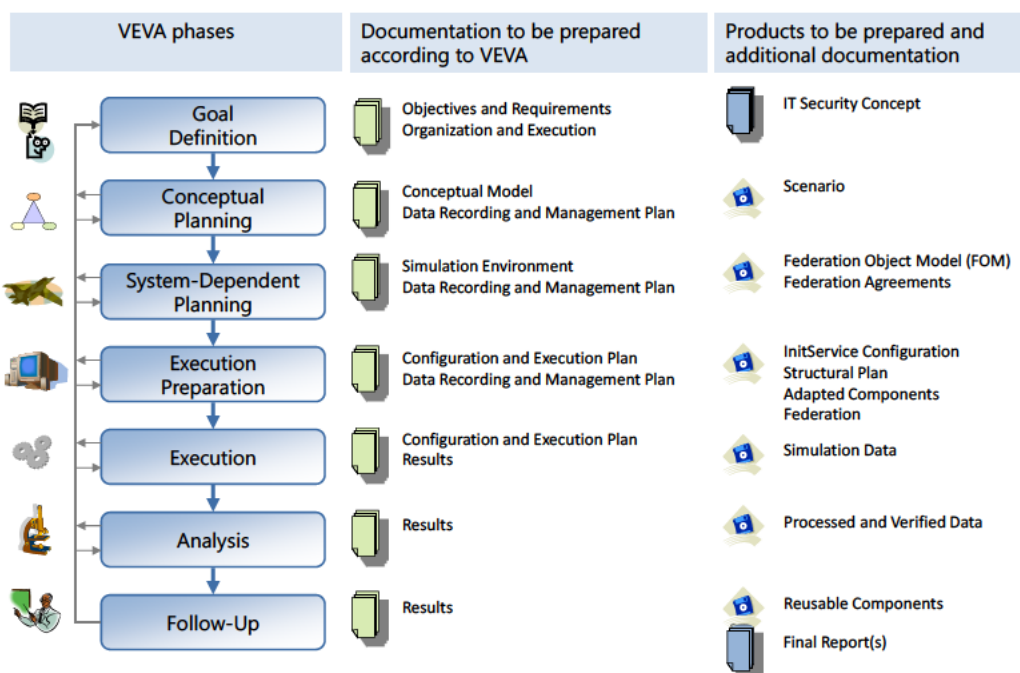 VEVA phases
Documentation to be prepared
according to VEVA
Products to be prepared and
additional documentation
Goal
Definition
Objectives and Requirements
Organization and Execution
IT Security Concept
Conceptual
Planning
Conceptual Model
Data Recording and Management Plan
Scenario
System-Dependent
Planning
Simulation Environment
Data Recording and Management Plan
Federation Object Model (FOM)
Federation Agreements
Execution
Preparation
Configuration and Execution Plan
Data Recording and Management Plan
InitService Configuration
Structural Plan
Adapted Components
Federation
Execution
Configuration and Execution Plan
Results
Simulation Data
Analysis
Results
Processed and Verified Data
Follow-Up
Results
Reusable Components
Final Report(s)